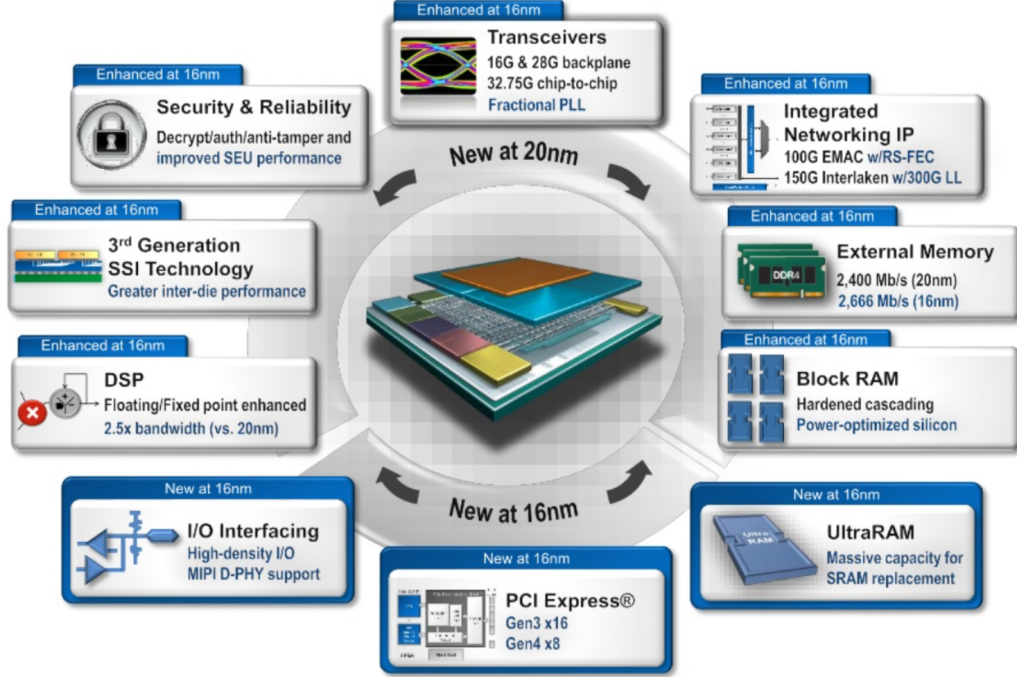 Enhanced at 16nm
Transceivers
16G & 28G backplane
32.75G chip-to-chip
Fractional PLL
Enhanced at 16nm
Security & Reliability
Decrypt/auth/anti-tamper and
improved SEU performance
Enhanced at 16nm
Integrated
Networking IP
100G EMAC w/RS-FEC
150G Interlaken w/300G LL
New at 20nm
Enhanced at 16nm
3rd Generation
SSI Technology
Greater inter-die performance
Enhanced at 16nm
External Memory
DDR4
2,400 Mb/s (20nm)
2,666 Mb/s (16nm)
Enhanced at 16nm
DSP
Floating/Fixed point enhanced
2.5x bandwidth (vs. 20nm)
Enhanced at 16nm
Block RAM
Hardened cascading
Power-optimized silicon
New at 16nm
New at 16nm
I/O Interfacing
High-density I/O
MIPI D-PHY support
New at 16nm
PCI Express®
Gen3 x16
Gen4 x8
New at 16nm
Ultra
RAM
UltraRAM
Massive capacity for
SRAM replacement